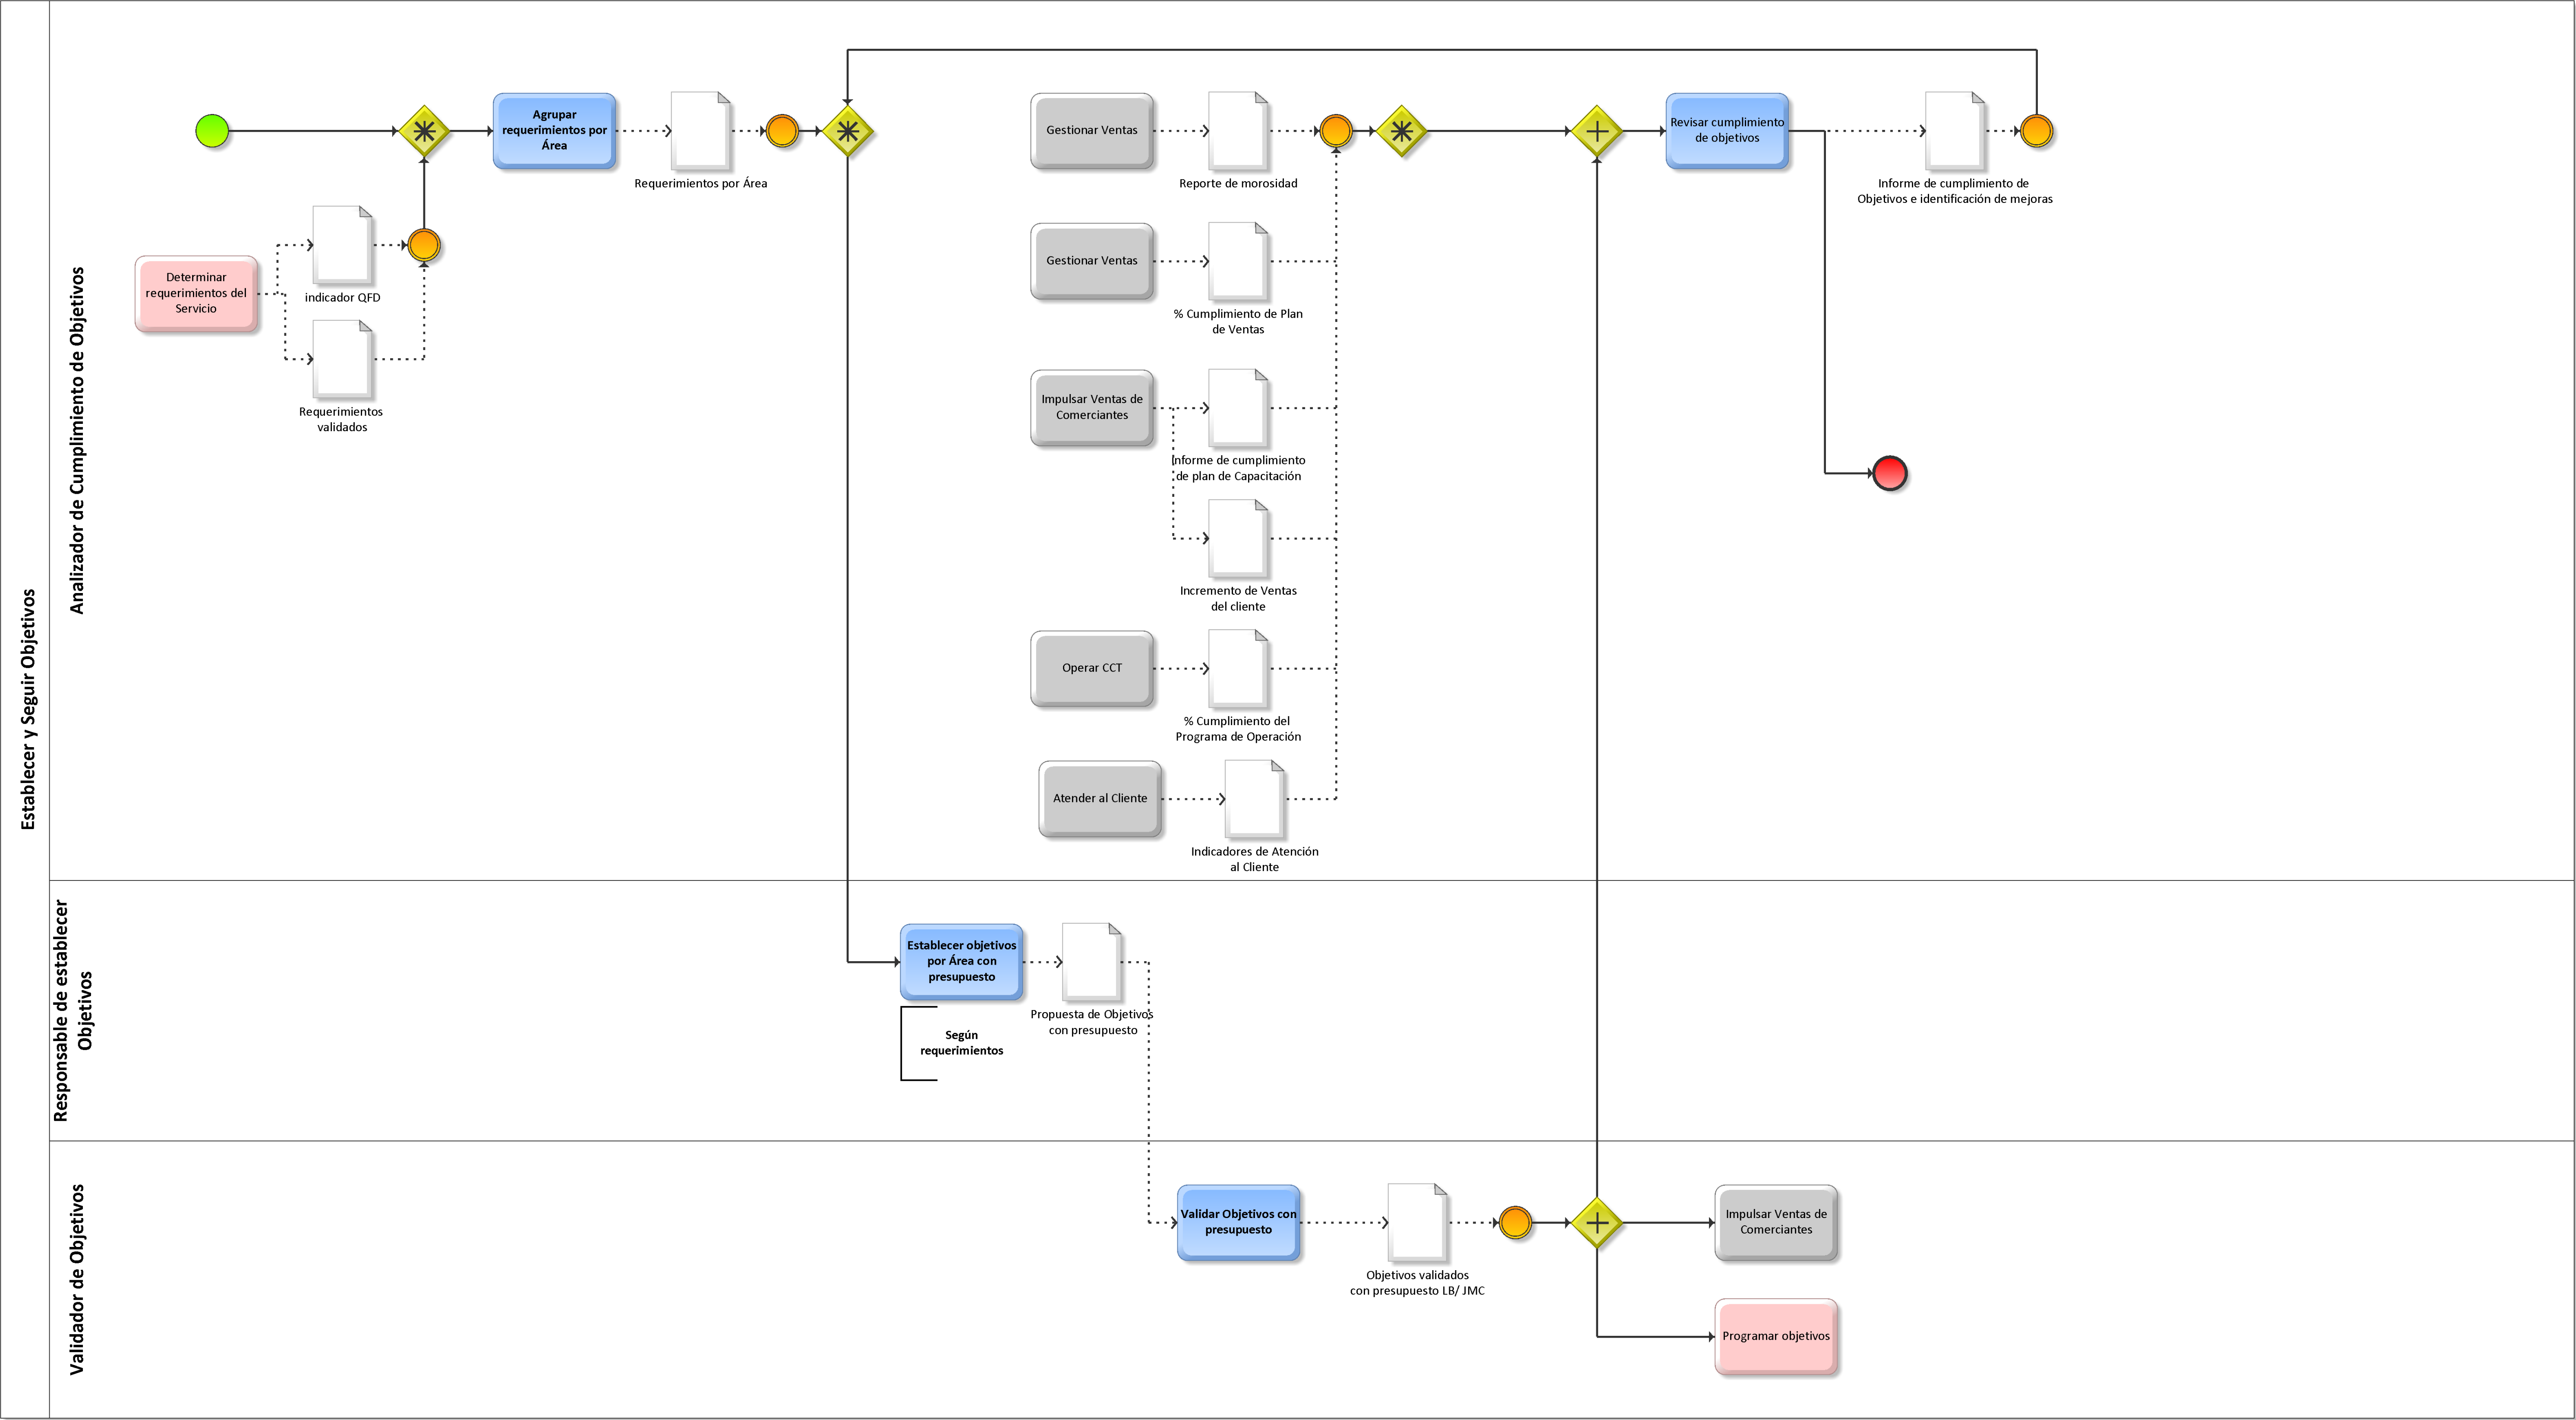 Establecer y Seguir Objetivos
Analizador de Cumplimiento de Objetivos
Agrupar
requerimientos por
Área
Requerimientos por Área
Determinar
requerimientos del
Servicio
indicador QFD
Requerimientos
validados
Gestionar Ventas
Reporte de morosidad
Gestionar Ventas
% Cumplimiento de Plan
de Ventas
Impulsar Ventas de
Comerciantes
Informe de cumplimiento
de plan de Capacitación
Incremento de Ventas
del cliente
Operar CCT
% Cumplimiento del
Programa de Operación
Atender al Cliente
Indicadores de Atención
al Cliente
Revisar cumplimiento
de objetivos
Informe de cumplimiento de
Objetivos e identificación de mejoras
Responsable de establecer
Objetivos
Establecer objetivos
por Área con
presupuesto
Según
requerimientos
Propuesta de Objetivos
con presupuesto
Validador de Objetivos
Validar Objetivos con
presupuesto
Objetivos validados
con presupuesto LB/ JMC
Impulsar Ventas de
Comerciantes
Programar objetivos